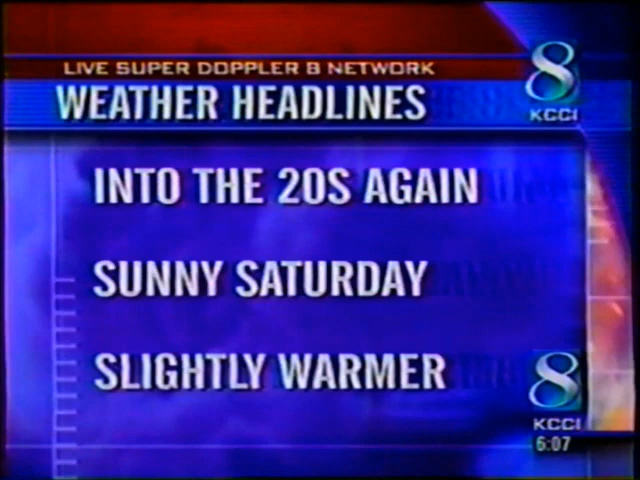 LIVE SUPER DOPPLER 8 NETWORK
WEATHER HEADLINES
8
KCCI
INTO THE 20S AGAIN
SUNNY SATURDAY
SLIGHTLY WARMER
8
KCCI
6:07